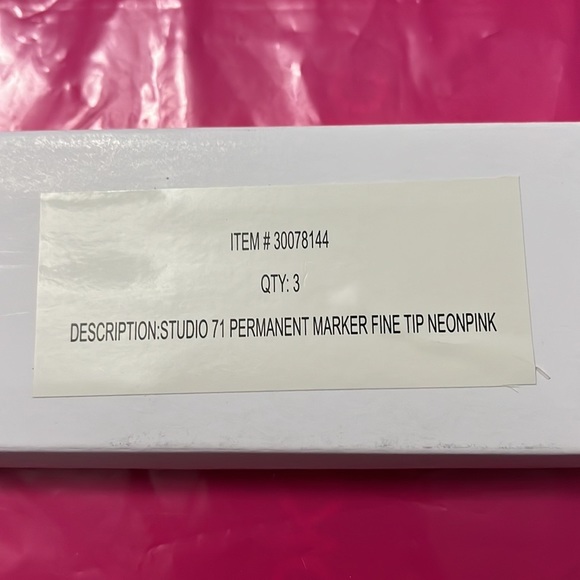 ITEM # 30078144
QTY: 3
DESCRIPTION:STUDIO 71 PERMANENT MARKER FINE TIP NEONPINK